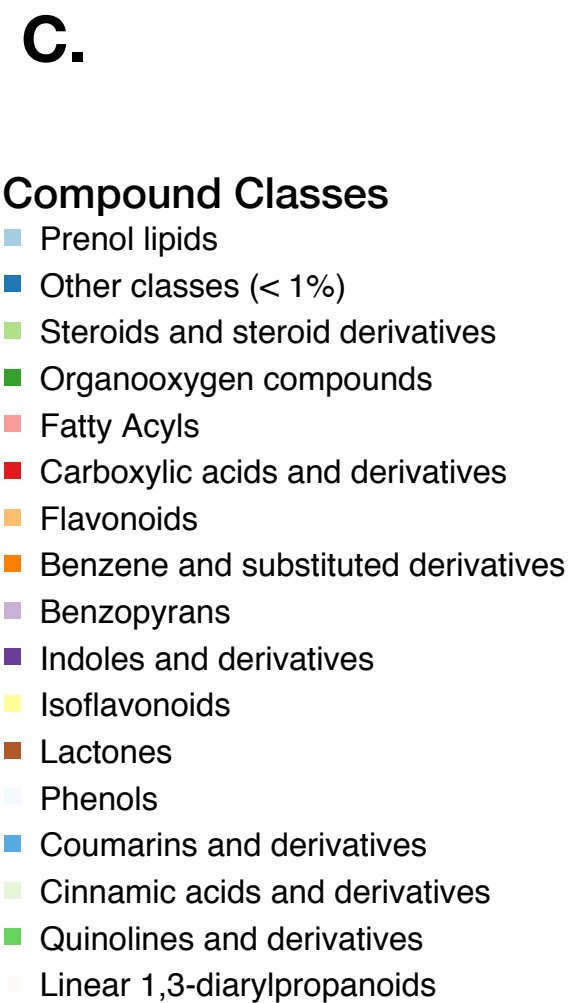 C.
Compound Classes
Prenol lipids
Other classes (< 1%)
Steroids and steroid derivatives
Organooxygen compounds
Fatty Acyls
Carboxylic acids and derivatives
Flavonoids
Benzene and substituted derivatives
Benzopyrans
Indoles and derivatives
Isoflavonoids
Lactones
Phenols
Coumarins and derivatives
Cinnamic acids and derivatives
Quinolines and derivatives
Linear 1,3-diarylpropanoids